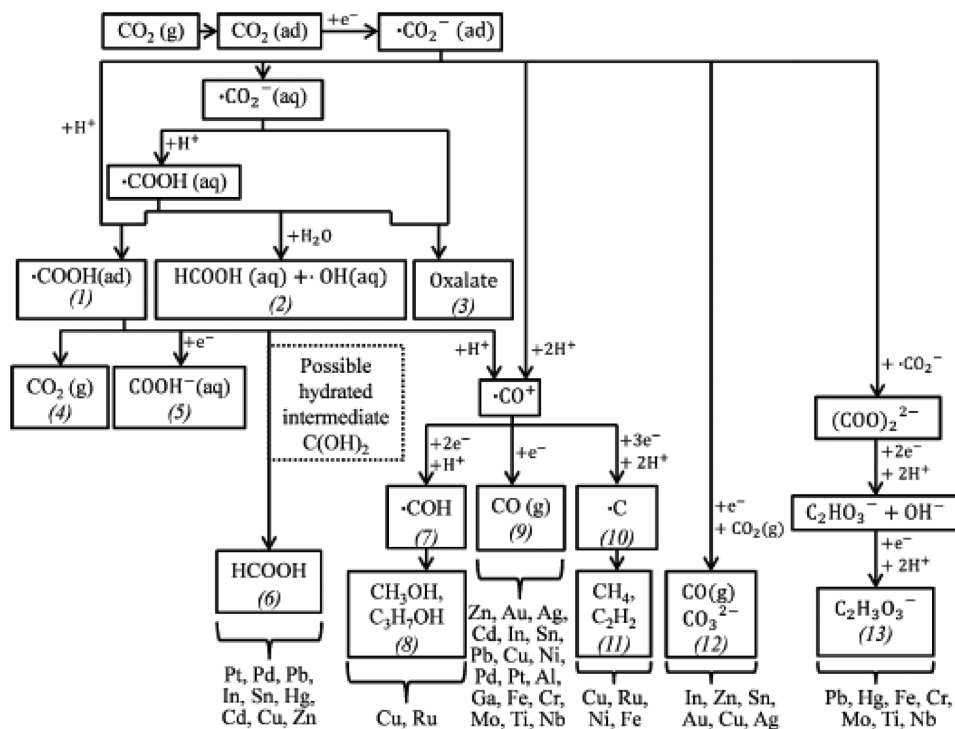 CO₂ (g)
CO₂ (ad)
+e⁻
·CO₂⁻ (ad)
·CO₂⁻ (aq)
+H⁺
+H⁺
·COOH (aq)
+H₂O
·COOH(ad)
(1)
HCOOH (aq) +· OH(aq)
(2)
Oxalate
(3)
+e⁻
+H⁺
+2H⁺
+ ·CO₂⁻
CO₂ (g)
(4)
COOH⁻(aq)
(5)
Possible
hydrated
intermediate
C(OH)₂
·CO⁺
(COO)₂²⁻
+2e⁻
+H⁺
+e⁻
+3e⁻
+ 2H⁺
+2e⁻
+ 2H⁺
·COH
(7)
CO (g)
(9)
·C
(10)
+e⁻
+ CO₂(g)
C₂HO₃⁻ + OH⁻
+e⁻
+ 2H⁺
HCOOH
(6)
CH₃OH,
C₃H₇OH
(8)
CH₄,
C₂H₂
(11)
CO(g)
CO₃²⁻
(12)
C₂H₃O₃⁻
(13)
Pt, Pd, Pb,
In, Sn, Hg,
Cd, Cu, Zn
Cu, Ru
Zn, Au, Ag,
Cd, In, Sn,
Pb, Cu, Ni,
Pd, Pt, Al,
Ga, Fe, Cr,
Mo, Ti, Nb
Cu, Ru,
Ni, Fe
In, Zn, Sn,
Au, Cu, Ag
Pb, Hg, Fe, Cr,
Mo, Ti, Nb